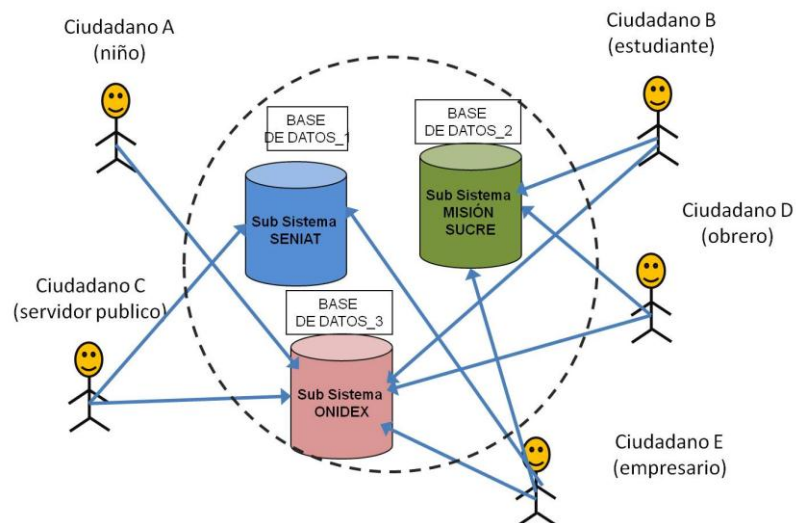 Ciudadano A
(niño)
Ciudadano B
(estudiante)
BASE
DE DATOS_1
BASE
DE DATOS_2
Sub Sistema
SENIAT
Sub Sistema
MISIÓN
SUCRE
Ciudadano D
(obrero)
Ciudadano C
(servidor publico)
BASE
DE DATOS_3
Sub Sistema
ONIDEX
Ciudadano E
(empresario)